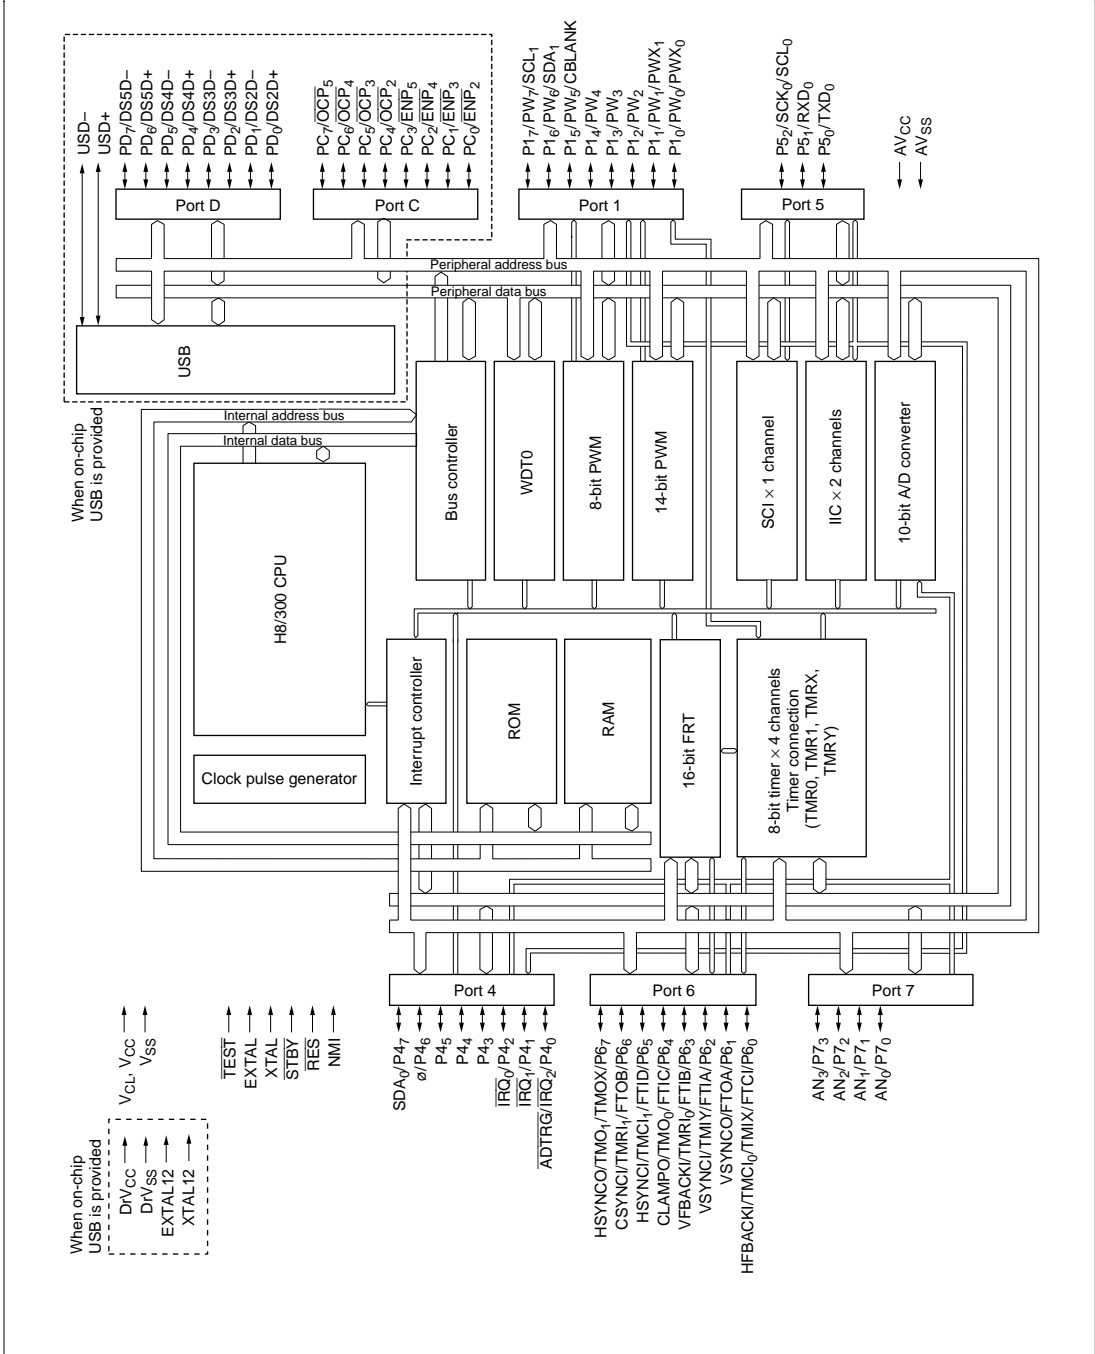 USD−
USD+
PD7/DS5D−
PD6/DS5D+
PD5/DS4D−
PD4/DS4D+
PD3/DS3D−
PD2/DS3D+
PD1/DS2D−
PD0/DS2D+
PC7/OCP5
PC6/OCP4
PC5/OCP3
PC4/OCP2
PC3/ENP5
PC2/ENP4
PC1/ENP3
PC0/ENP2
P17/PW7/SCL1
P16/PW6/SDA1
P15/PW5/CBLANK
P14/PW4
P13/PW3
P12/PW2
P11/PW1/PWX1
P10/PW0/PWX0
P52/SCK0/SCL0
P51/RXD0
P50/TXD0
AVCC
AVSS
Port D
Port C
Port 1
Port 5
Peripheral address bus
Peripheral data bus
USB
When on-chip
USB is provided
Internal address bus
Internal data bus
Bus controller
WDT0
8-bit PWM
14-bit PWM
SCI × 1 channel
IIC × 2 channels
10-bit A/D converter
H8/300 CPU
Clock pulse generator
Interrupt controller
ROM
RAM
16-bit FRT
8-bit timer × 4 channels
Timer connection
(TMR0, TMR1, TMRX,
TMRY)
Port 4
Port 6
Port 7
VCL, VCC
VSS
TEST
EXTAL
XTAL
STBY
RES
NMI
SDA0/P47
ø/P46
P45
P44
P43
IRQ0/P42
IRQ1/P41
ADTRG/IRQ2/P40
HSYNCO/TMO1/TMOX/P67
CSYNCI/TMRI1/FTOB/P66
HSYNCI/TMCI1/FTID/P65
CLAMPO/TMO0/FTIC/P64
VFBACKI/TMRI0/FTIB/P63
VSYNCI/TMIY/FTIA/P62
VSYNCO/FTOA/P61
HFBACKI/TMCI0/TMIX/FTCI/P60
AN3/P73
AN2/P72
AN1/P71
AN0/P70
When on-chip
USB is provided
DrVCC
DrVSS
EXTAL12
XTAL12